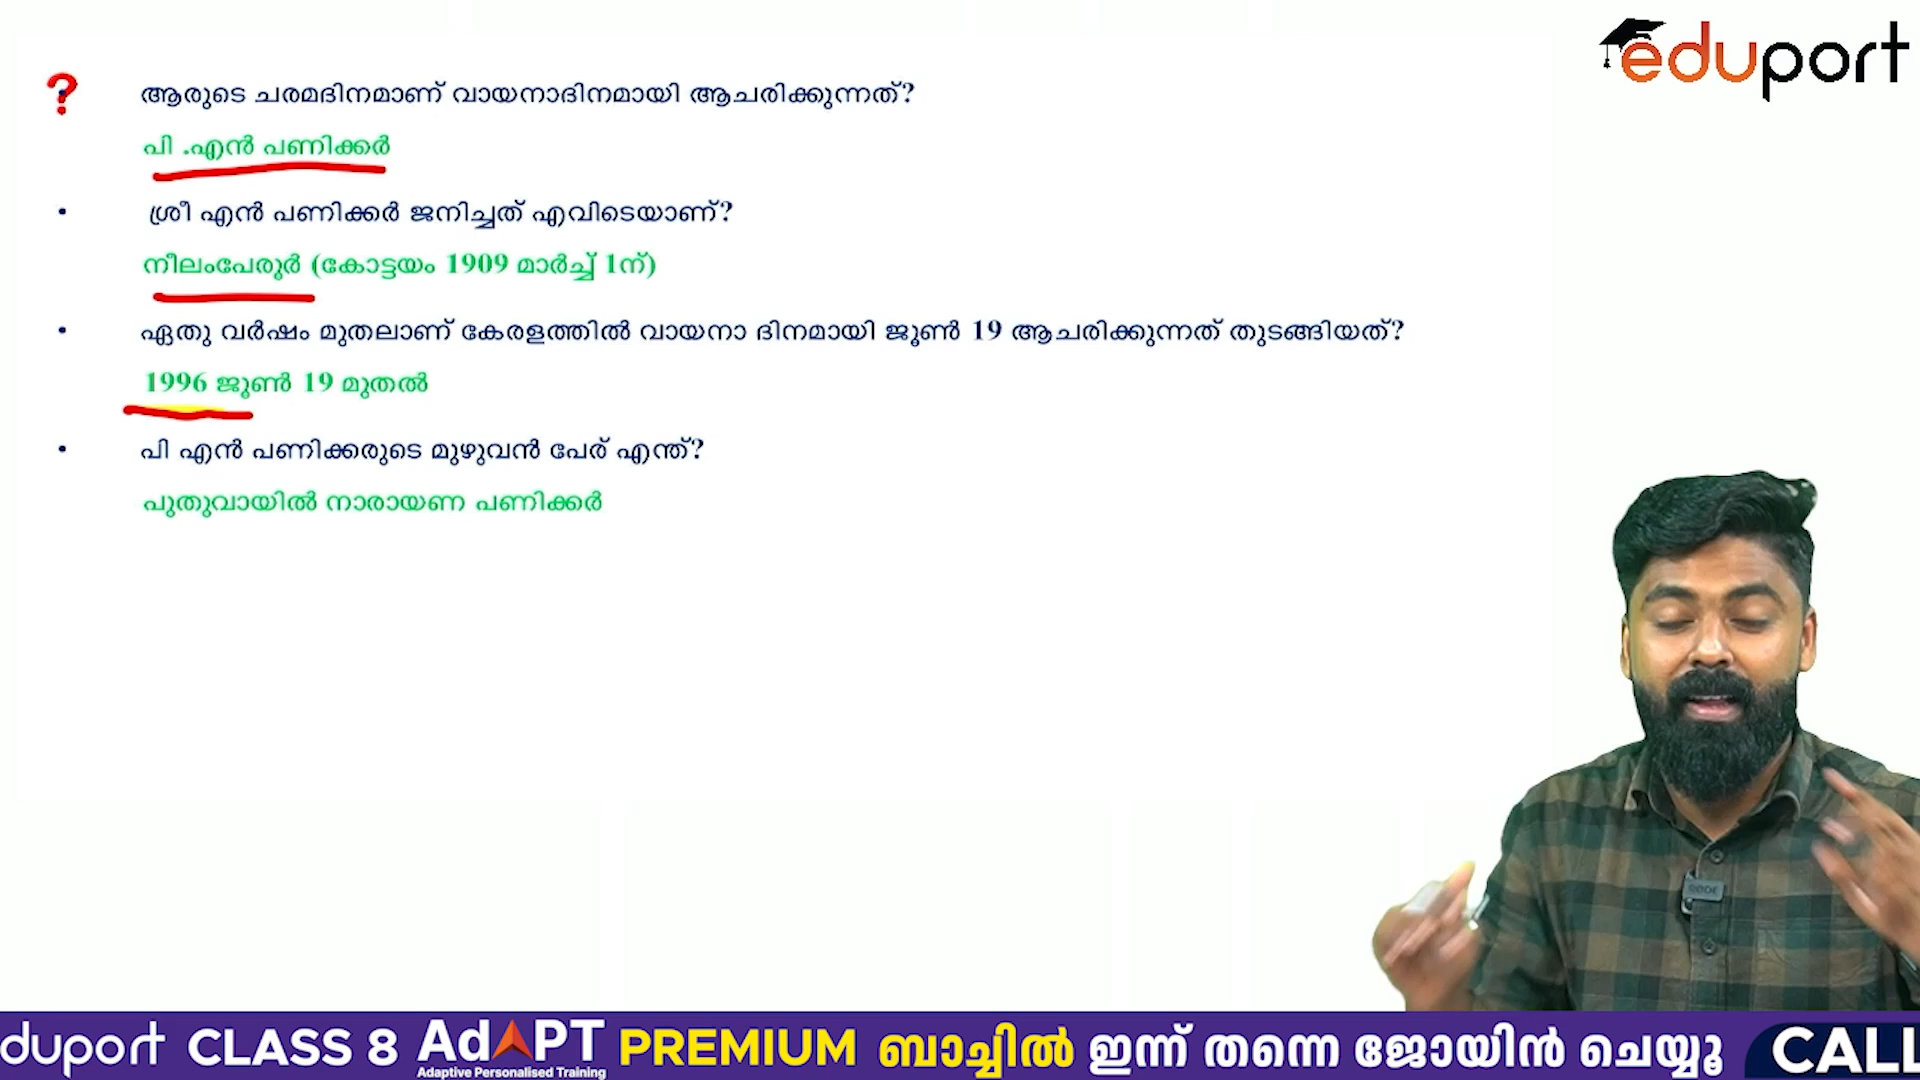 eduport
? ആരുടെ ചരമദിനമാണ് വായനാദിനമായി ആചരിക്കുന്നത്?
പി .എൻ പണിക്കർ
• ശ്രീ എൻ പണിക്കർ ജനിച്ചത് എവിടെയാണ്?
നീലംപേരൂർ (കോട്ടയം 1909 മാർച്ച് 1ന്)
• ഏതു വർഷം മുതലാണ് കേരളത്തിൽ വായനാ ദിനമായി ജൂൺ 19 ആചരിക്കുന്നത് തുടങ്ങിയത്?
1996 ജൂൺ 19 മുതൽ
• പി എൻ പണിക്കരുടെ മുഴുവൻ പേര് എന്ത്?
പുതുവായിൽ നാരായണ പണിക്കർ
duport CLASS 8 AdAPT PREMIUM ബാച്ചിൽ ഇന്ന് തന്നെ ജോയിൻ ചെയ്യൂ CALL
Adaptive Personalised Training